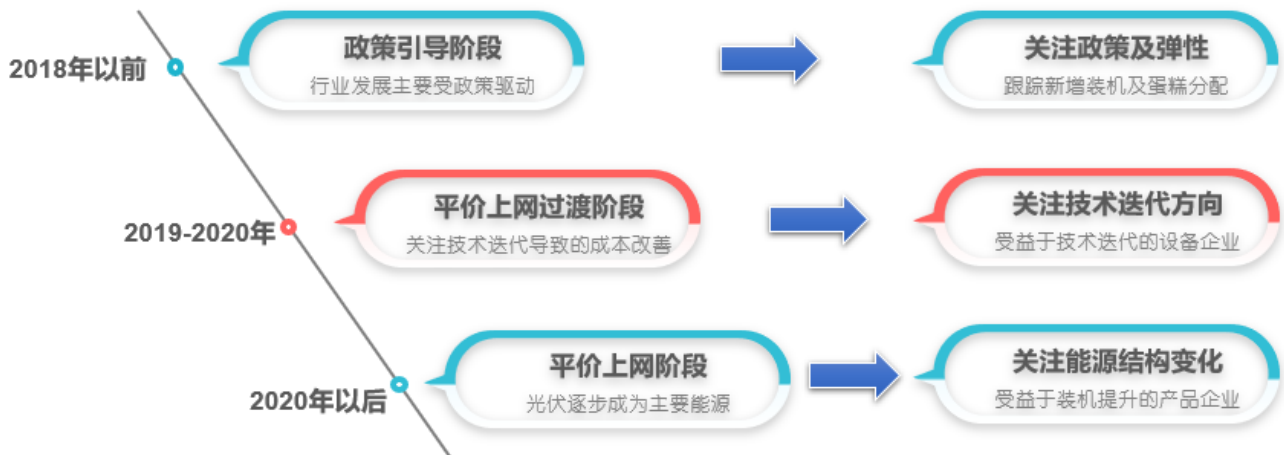 2018年以前
政策引导阶段
行业发展主要受政策驱动
关注政策及弹性
跟踪新增装机及蛋糕分配
2019-2020年
平价上网过渡阶段
关注技术迭代导致的成本改善
关注技术迭代方向
受益于技术迭代的设备企业
2020年以后
平价上网阶段
光伏逐步成为主要能源
关注能源结构变化
受益于装机提升的产品企业